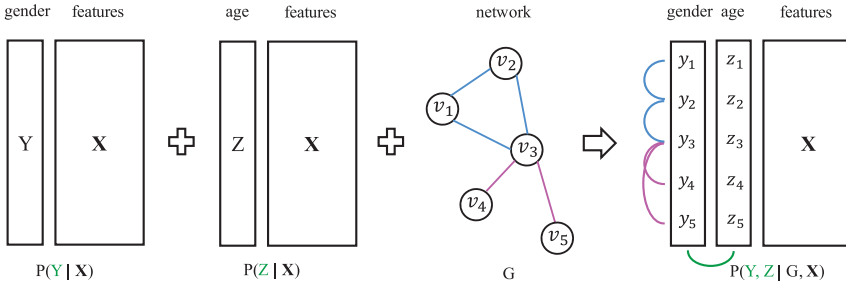 gender features age features network gender age features
Y X Z X
v₂
v₁
v₃
v₄
v₅
y₁ z₁
y₂ z₂
y₃ z₃ X
y₄ z₄
y₅ z₅
P(Y | X) P(Z | X) G P(Y, Z | G, X)